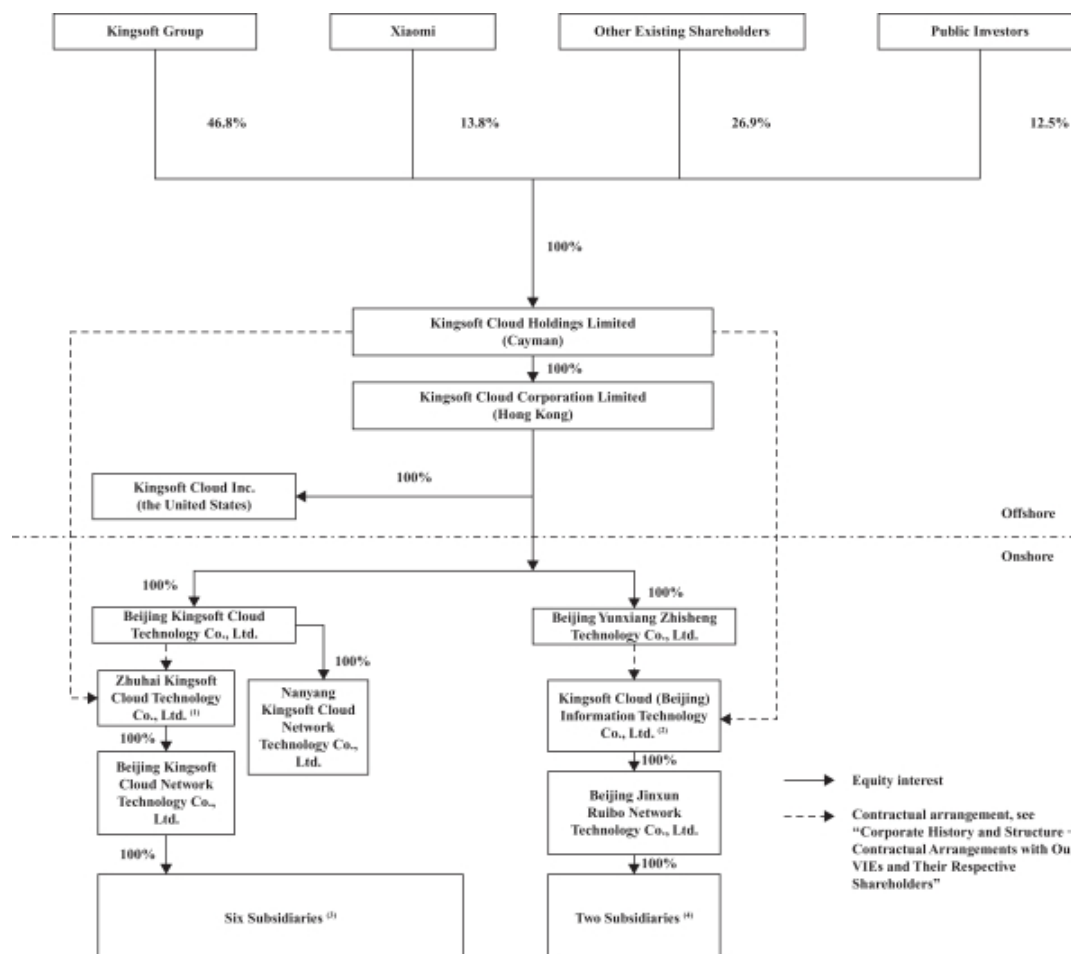 Kingsoft Group
Xiaomi
Other Existing Shareholders
Public Investors
46.8%
13.8%
26.9%
12.5%
100%
Kingsoft Cloud Holdings Limited
(Cayman)
100%
Kingsoft Cloud Corporation Limited
(Hong Kong)
100%
Kingsoft Cloud Inc.
(the United States)
Offshore
Onshore
100%
100%
Beijing Kingsoft Cloud
Technology Co., Ltd.
Beijing Yunxiang Zhisheng
Technology Co., Ltd.
100%
Zhuhai Kingsoft
Cloud Technology
Co., Ltd. (1)
Nanyang
Kingsoft Cloud
Network
Technology Co.,
Ltd.
Kingsoft Cloud (Beijing)
Information Technology
Co., Ltd. (2)
100%
100%
Beijing Kingsoft
Cloud Network
Technology Co.,
Ltd.
Beijing Jinxun
Ruibo Network
Technology Co., Ltd.
Equity interest
Contractual arrangement, see
“Corporate History and Structure -
Contractual Arrangements with Ou
VIEs and Their Respective
Shareholders”
100%
100%
Six Subsidiaries (3)
Two Subsidiaries (4)